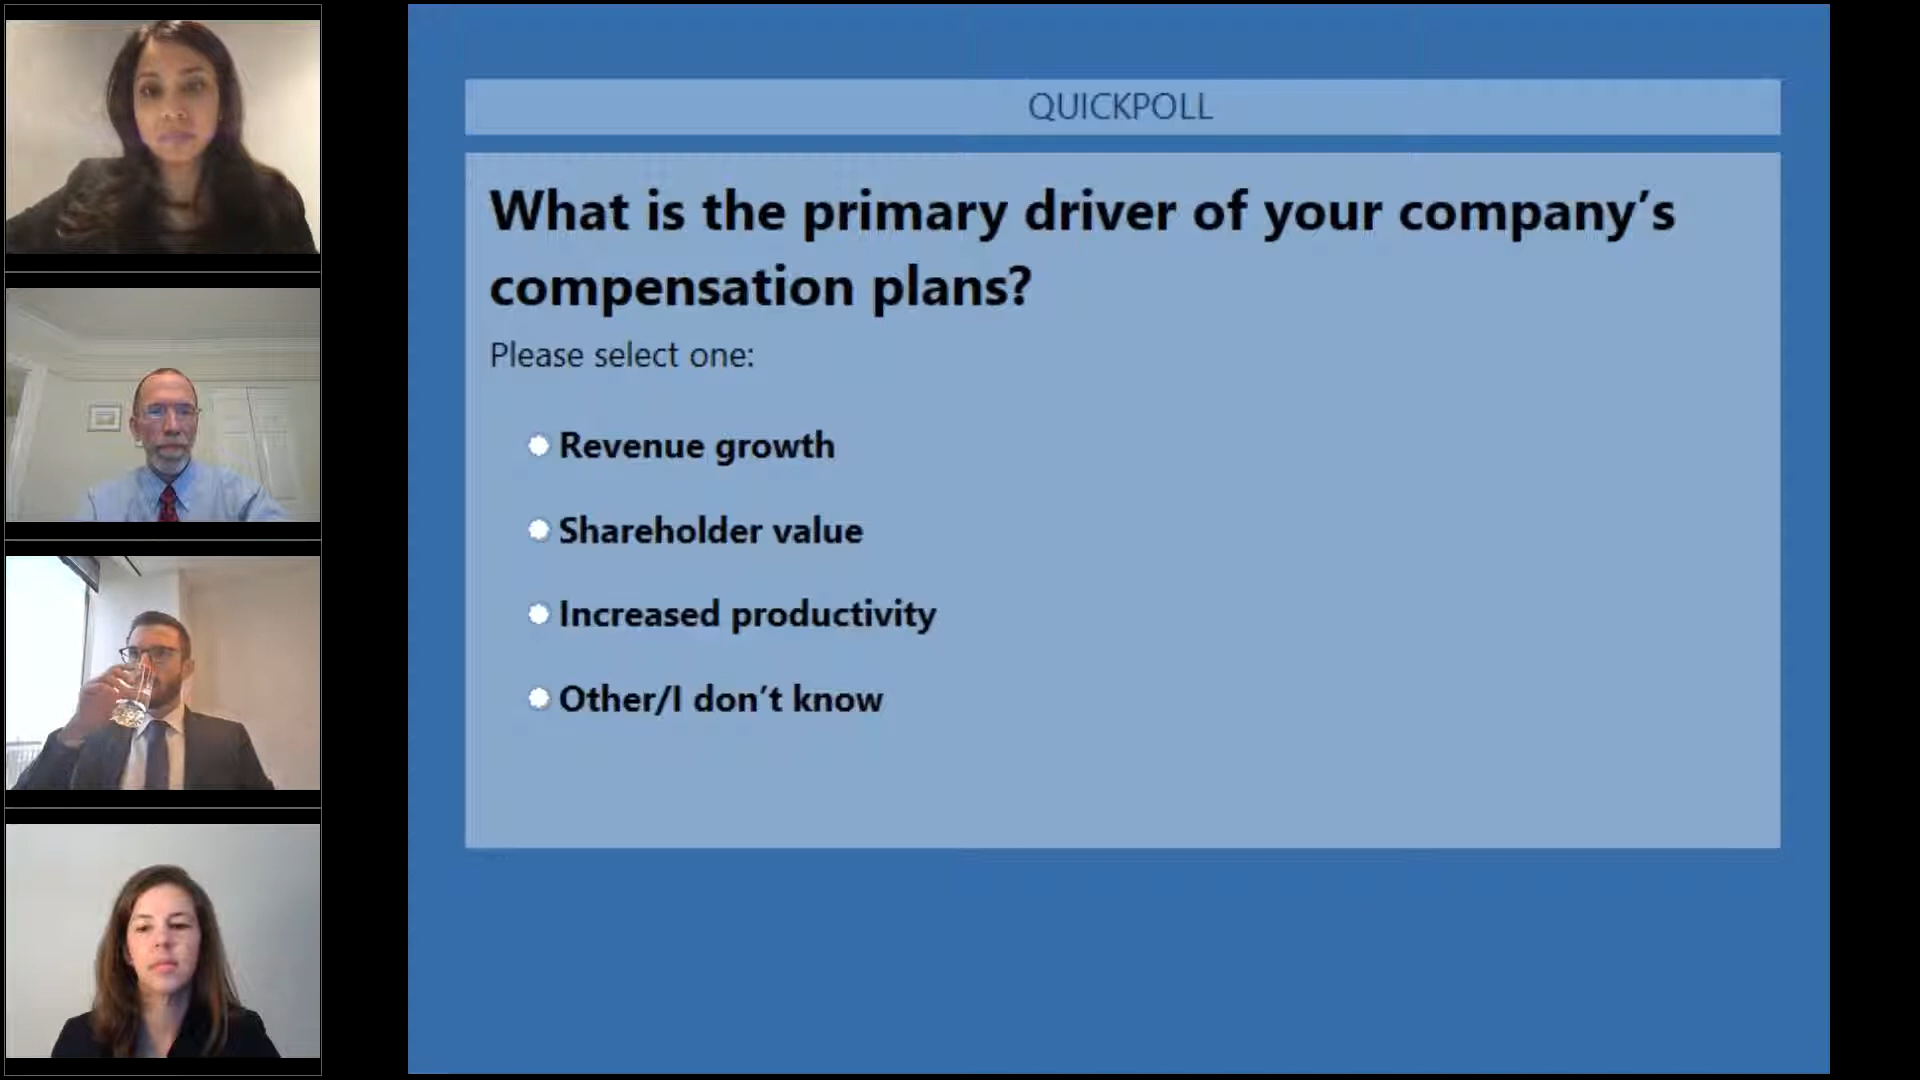 QUICKPOLL
What is the primary driver of your company’s
compensation plans?
Please select one:
Revenue growth
Shareholder value
Increased productivity
Other/I don’t know